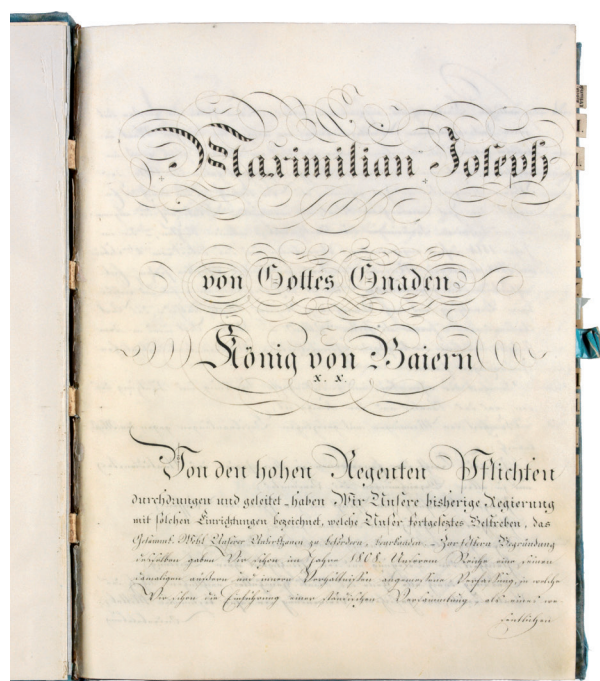 Maximilian Joseph
von Gottes Gnaden
König von Baiern
x. x.
Von den hohen Regenten Pflichten
durchdrungen und geleitet _ haben Wir Unsere bisherige Regierung
mit solchen Einrichtungen bezeichnet, welche Unser fortgesetztes Bestreben, das
Gesammt-Wohl Unserer Unterthanen zu befördern, beurkunden. _ Zur festern Begründung
desselben gaben Wir schon im Jahre 1808. Unserem Reiche eine seinen
damaligen äussern und innern Verhältnissen angemessene Verfassung, in welche
Wir schon die Einführung einer ständischen Versammlung, als eines we-
sentlichen